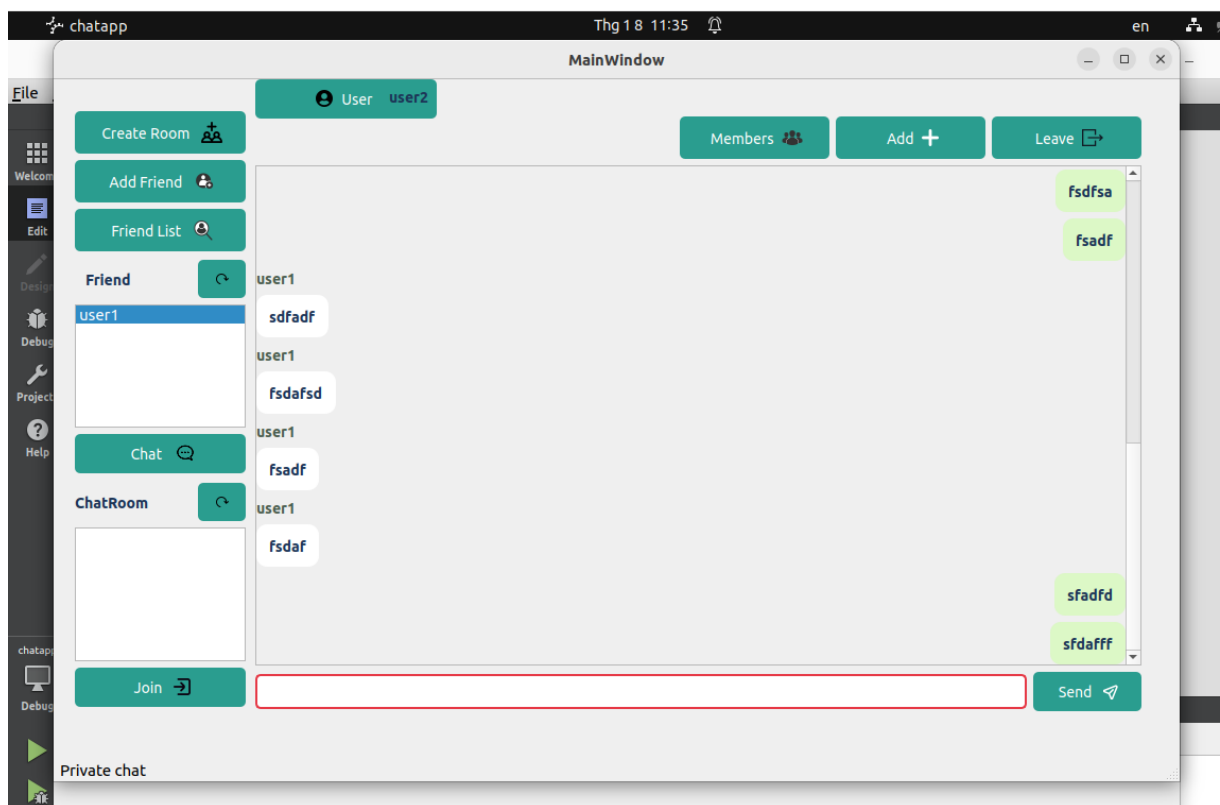 chatapp
Thg 1 8 11:35
en
MainWindow
File
User user2
Create Room
Members
Add
Leave
Welcom
Add Friend
fsdfsa
Edit
Friend List
fsadf
Design
Friend
user1
user1
sdfadf
Debug
user1
Project
fsdafsd
Help
user1
Chat
fsadf
ChatRoom
user1
fsdaf
sfadfd
chatapp
sfdafff
Join
Send
Debug
Private chat